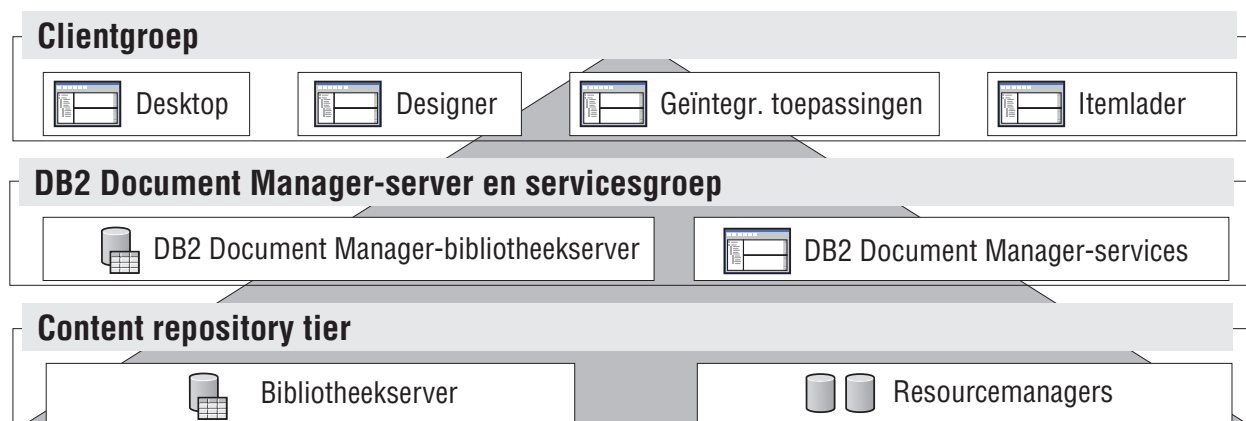 Clientgroep
Desktop
Designer
Geïntegr. toepassingen
Itemlader
DB2 Document Manager-server en servicesgroep
DB2 Document Manager-bibliotheekserver
DB2 Document Manager-services
Content repository tier
Bibliotheekserver
Resourcemanagers